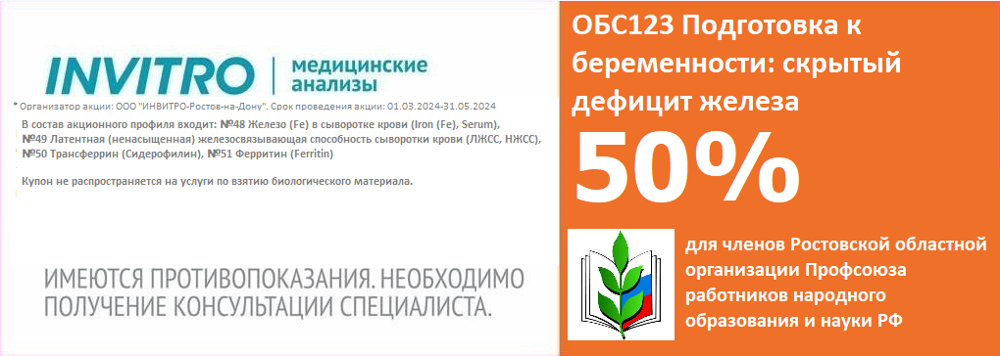 INVITRO
медицинские
анализы
* Организатор акции: ООО "ИНВИТРО-Ростов-на-Дону". Срок проведения акции: 01.03.2024-31.05.2024
В состав акционного профиля входит: №48 Железо (Fe) в сыворотке крови (Iron (Fe), Serum),
№49 Латентная (ненасыщенная) железосвязывающая способность сыворотки крови (ЛЖСС, НЖСС),
№50 Трансферрин (Сидерофилин), №51 Ферритин (Ferritin)
Купон не распространяется на услуги по взятию биологического материала.
ИМЕЮТСЯ ПРОТИВОПОКАЗАНИЯ. НЕОБХОДИМО
ПОЛУЧЕНИЕ КОНСУЛЬТАЦИИ СПЕЦИАЛИСТА.
ОБС123 Подготовка к
беременности: скрытый
дефицит железа
50%
для членов Ростовской областной
организации Профсоюза
работников народного
образования и науки РФ